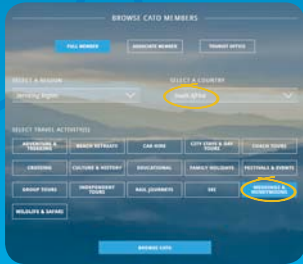 BROWSE CATO MEMBERS
FULL MEMBER
ASSOCIATE MEMBER
TOURIST OFFICE
SELECT A REGION
SELECT A COUNTRY
Servicing Region
South Africa
SELECT TRAVEL ACTIVITIES
ADVENTURE & TREKKING
BEACH RETREATS
CAR HIRE
CITY STAYS & DAY TOURS
COACH TOURS
CRUISING
CULTURE & HISTORY
EDUCATIONAL
FAMILY HOLIDAYS
FESTIVALS & EVENTS
GROUP TOURS
INDEPENDENT TOURS
RAIL JOURNEYS
SKI
WEDDINGS & HONEYMOONS
WILDLIFE & SAFARI
BROWSE CATO